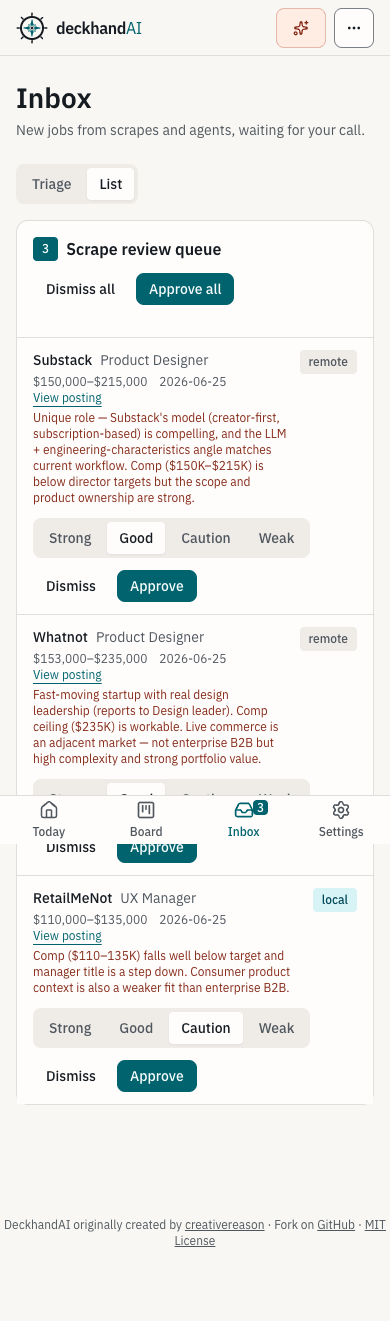 deckhandAI
Inbox
New jobs from scrapes and agents, waiting for your call.
Triage List
3 Scrape review queue
Dismiss all Approve all
Substack Product Designer remote
$150,000–$215,000 2026-06-25
View posting
Unique role — Substack's model (creator-first,
subscription-based) is compelling, and the LLM
+ engineering-characteristics angle matches
current workflow. Comp ($150K–$215K) is
below director targets but the scope and
product ownership are strong.
Strong Good Caution Weak
Dismiss Approve
Whatnot Product Designer remote
$153,000–$235,000 2026-06-25
View posting
Fast-moving startup with real design
leadership (reports to Design leader). Comp
ceiling ($235K) is workable. Live commerce is
an adjacent market — not enterprise B2B but
high complexity and strong portfolio value.
3
Today Board Inbox Settings
Dismiss Approve
RetailMeNot UX Manager local
$110,000–$135,000 2026-06-25
View posting
Comp ($110–135K) falls well below target and
manager title is a step down. Consumer product
context is also a weaker fit than enterprise B2B.
Strong Good Caution Weak
Dismiss Approve
DeckhandAI originally created by creativereason · Fork on GitHub · MIT
License